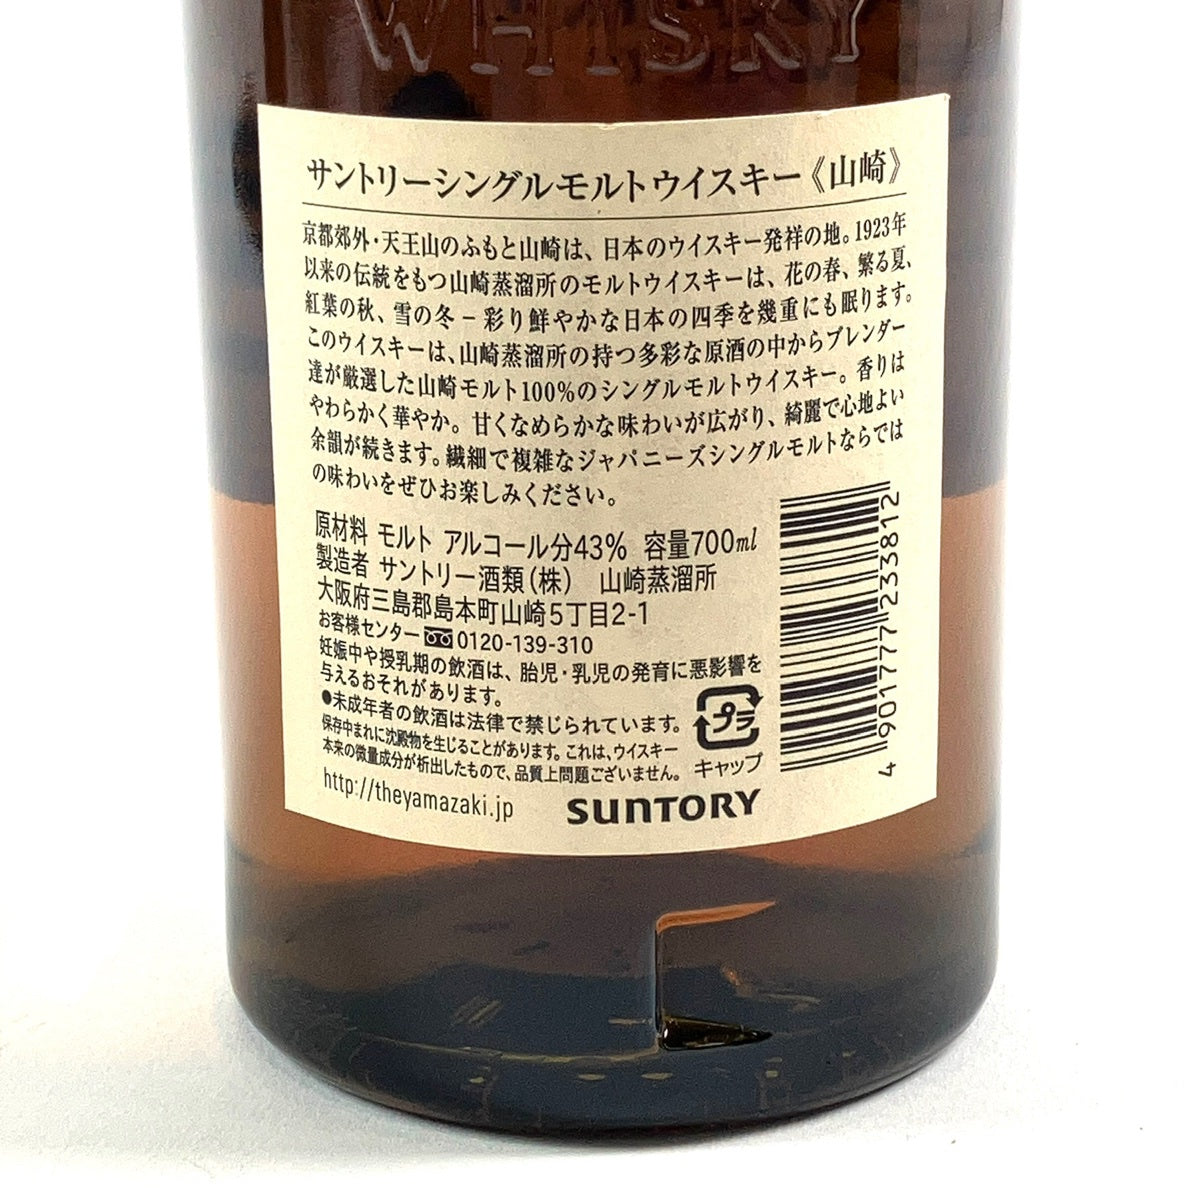 WHISKY
サントリーシングルモルトウイスキー《山崎》
京都郊外・天王山のふもと山崎は、日本のウイスキー発祥の地。1923年
以来の伝統をもつ山崎蒸溜所のモルトウイスキーは、花の春、繁る夏、
紅葉の秋、雪の冬－彩り鮮やかな日本の四季を幾重にも眠ります。
このウイスキーは、山崎蒸溜所の持つ多彩な原酒の中からブレンダー
達が厳選した山崎モルト100%のシングルモルトウイスキー。香りは
やわらかく華やか。甘くなめらかな味わいが広がり、綺麗で心地よい
余韻が続きます。繊細で複雑なジャパニーズシングルモルトならでは
の味わいをぜひお楽しみください。
原材料 モルト アルコール分43% 容量700ml
製造者 サントリー酒類(株) 山崎蒸溜所
大阪府三島郡島本町山崎5丁目2-1
お客様センター 0120-139-310
妊娠中や授乳期の飲酒は、胎児・乳児の発育に悪影響を
与えるおそれがあります。
●未成年者の飲酒は法律で禁じられています。
保存中まれに沈殿物を生じることがあります。これは、ウイスキー
本来の微量成分が析出したもので、品質上問題ございません。
プラ
キャップ
http://theyamazaki.jp
SUNTORY
4 901777 233812